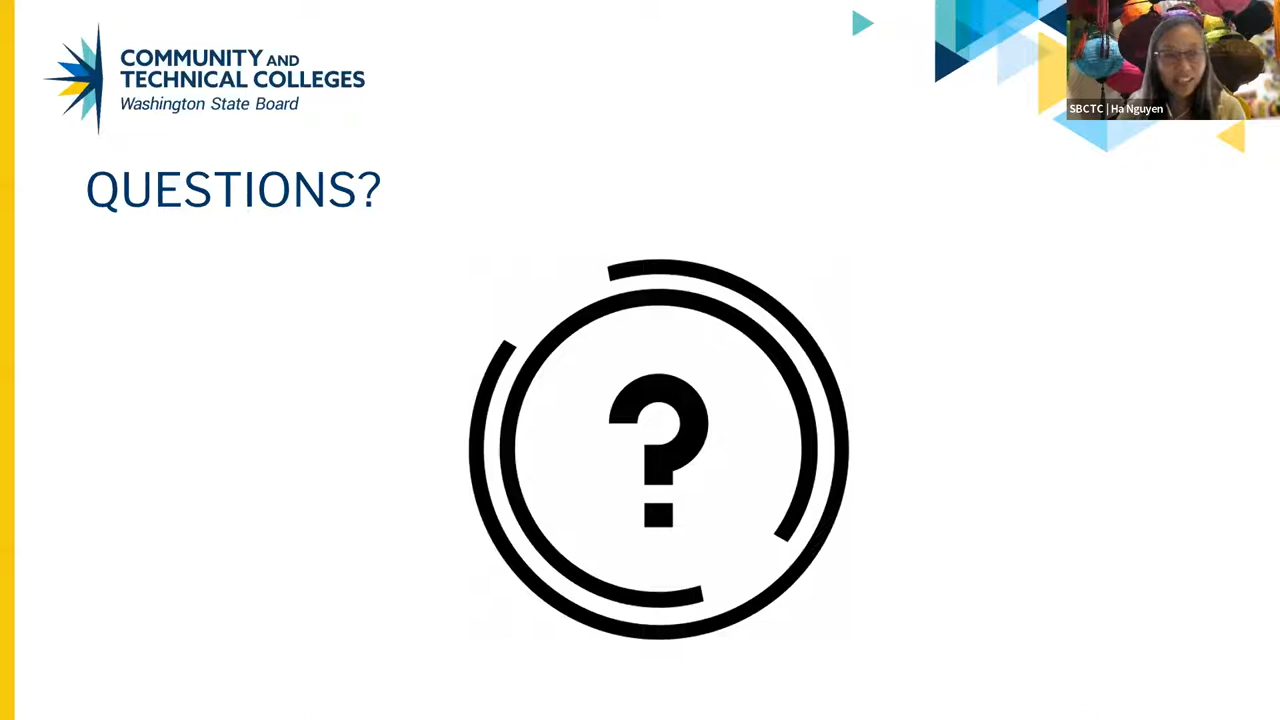 COMMUNITY AND
TECHNICAL COLLEGES
Washington State Board
SBCTC | Ha Nguyen
QUESTIONS?
?